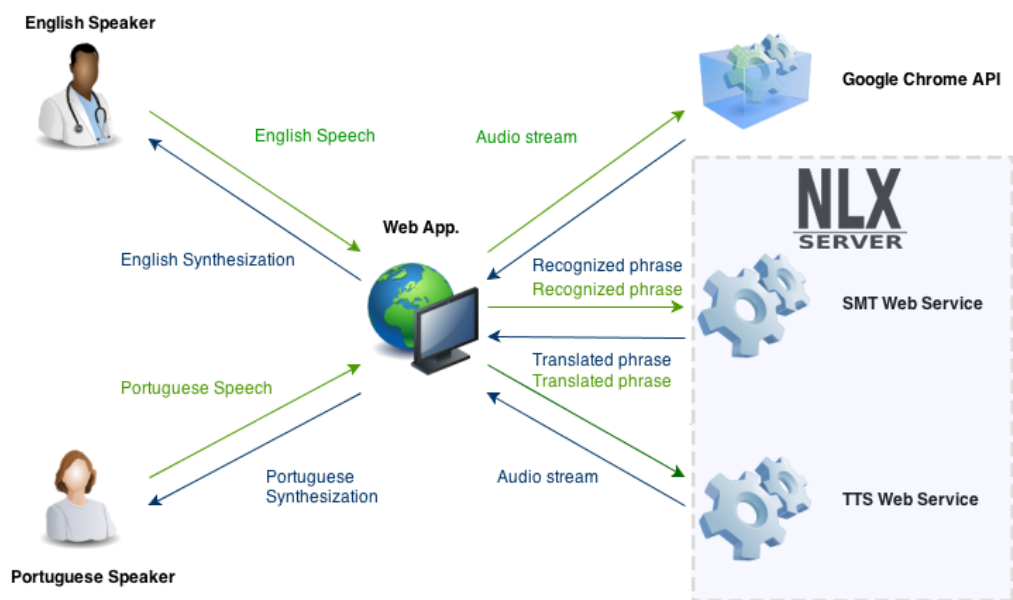 English Speaker
Google Chrome API
English Speech
Audio stream
NLX
SERVER
Web App.
English Synthesization
Recognized phrase
Recognized phrase
SMT Web Service
Translated phrase
Translated phrase
Portuguese Speech
Portuguese
Synthesization
Audio stream
TTS Web Service
Portuguese Speaker